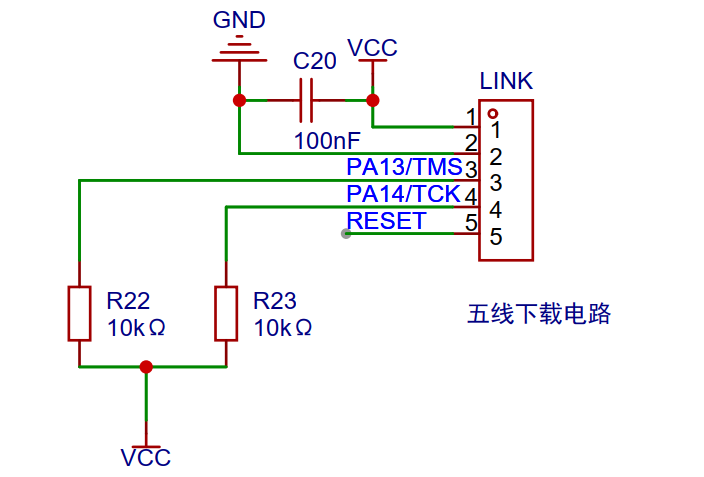 GND
VCC
C20
LINK
100nF
1
1
2
2
PA13/TMS
3
3
PA14/TCK
4
4
RESET
5
5
R22
10kΩ
R23
10kΩ
五线下载电路
VCC